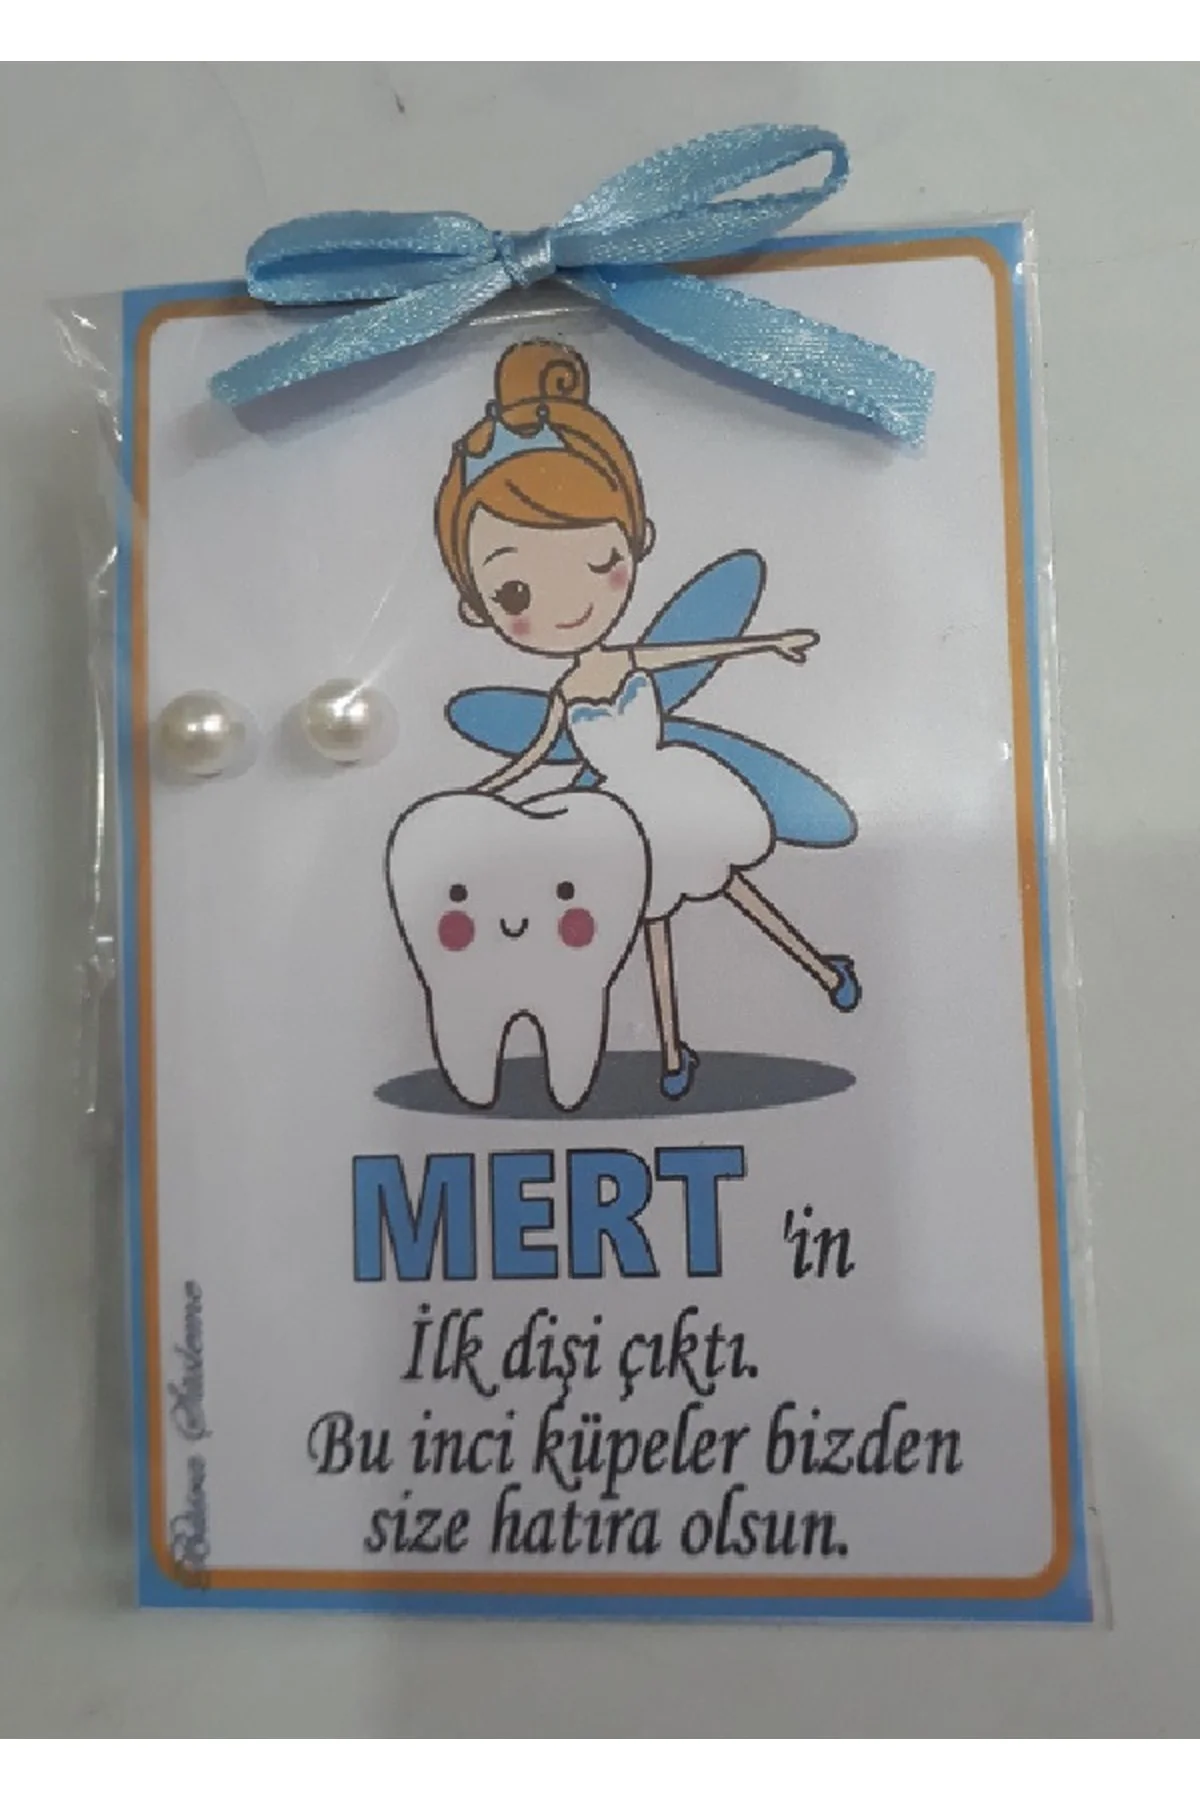 MERT 'in
İlk dişi çıktı.
Bu inci küpeler bizden
size hatıra olsun.